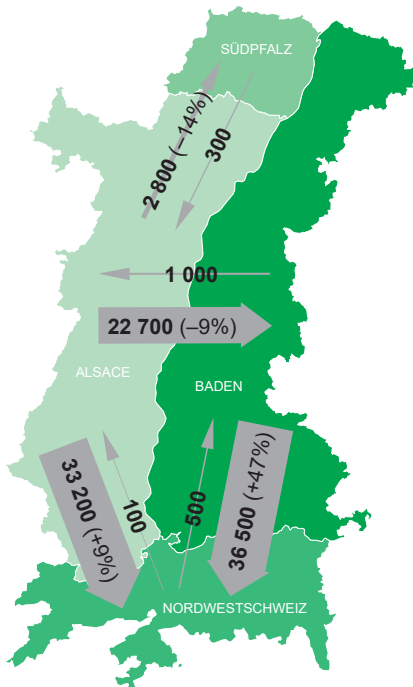 SÜDPFALZ
2 800 (–14%)
300
1 000
22 700 (–9%)
ALSACE
BADEN
33 200 (+9%)
100
500
36 500 (+47%)
NORDWESTSCHWEIZ